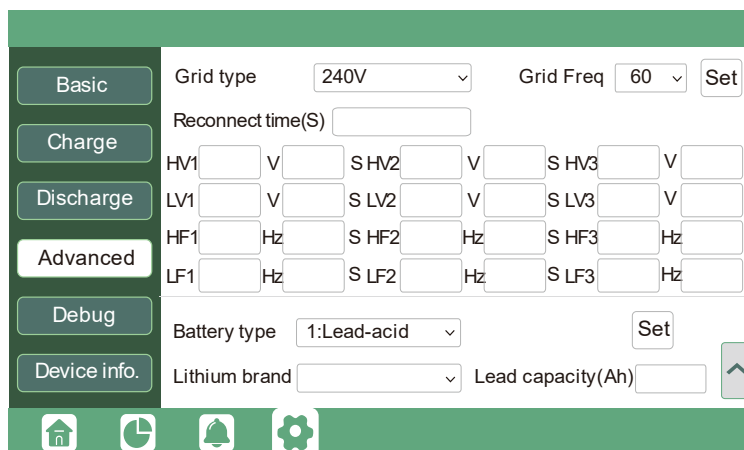 Basic
Charge
Discharge
Advanced
Debug
Device info.
Grid type 240V Grid Freq 60 Set
Reconnect time(S)
HV1 V S HV2 V S HV3 V
LV1 V S LV2 V S LV3 V
HF1 Hz S HF2 Hz S HF3 Hz
LF1 Hz S LF2 Hz S LF3 Hz
Battery type 1:Lead-acid Set
Lithium brand Lead capacity(Ah)